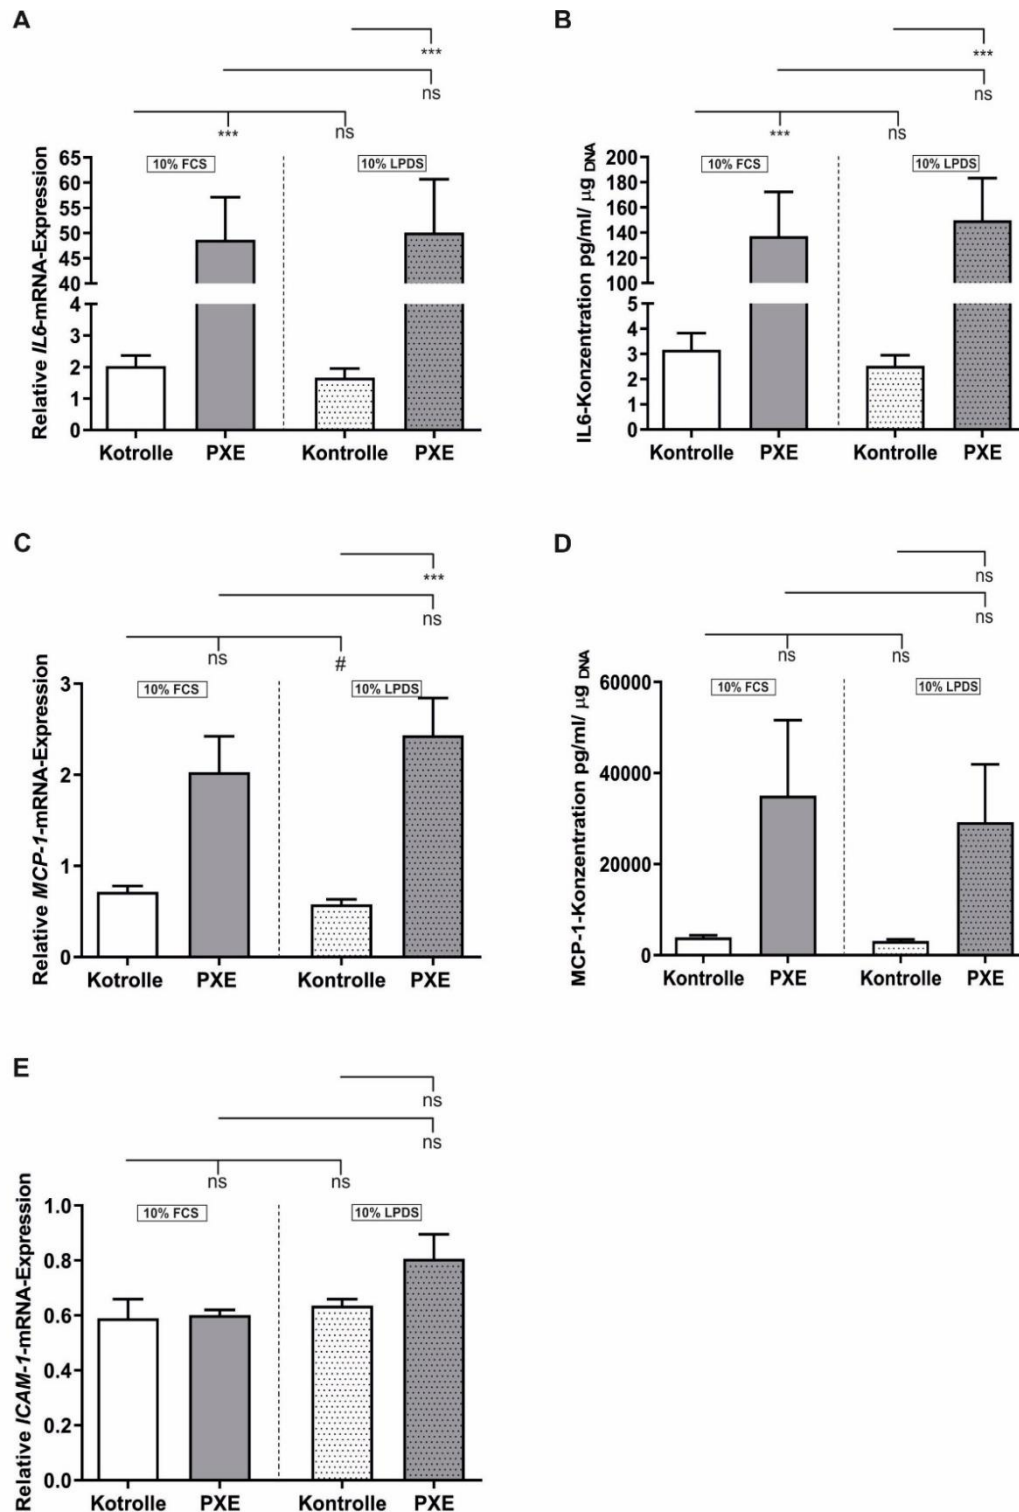 A
***
ns
*** ns
10% FCS 10% LPDS
Relative IL6-mRNA-Expression
65
60
55
50
45
40
4
3
2
1
0
Kotrolle PXE Kontrolle PXE
B
***
ns
*** ns
10% FCS 10% LPDS
IL6-Konzentration pg/ml/ µg DNA
200
180
160
140
120
100
5
4
3
2
1
0
Kontrolle PXE Kontrolle PXE
C
***
ns
ns #
10% FCS 10% LPDS
Relative MCP-1-mRNA-Expression
3
2
1
0
Kotrolle PXE Kontrolle PXE
D
ns
ns
ns ns
10% FCS 10% LPDS
MCP-1-Konzentration pg/ml/ µg DNA
60000
40000
20000
0
Kontrolle PXE Kontrolle PXE
E
ns
ns
ns ns
10% FCS 10% LPDS
Relative ICAM-1-mRNA-Expression
1.0
0.8
0.6
0.4
0.2
0.0
Kotrolle PXE Kontrolle PXE